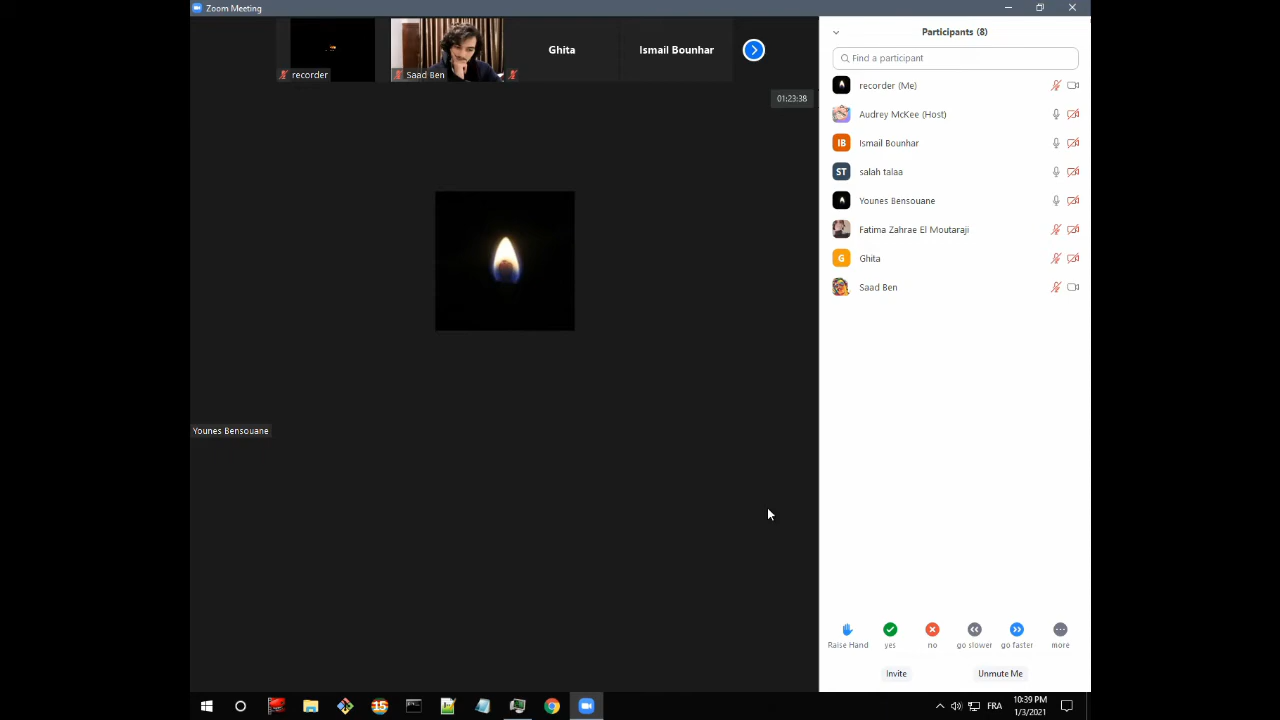 Zoom Meeting
recorder
Saad Ben
Ghita
Ismail Bounhar
01:23:38
Younes Bensouane
Participants (8)
Find a participant
recorder (Me)
Audrey McKee (Host)
IB Ismail Bounhar
ST salah talaa
Younes Bensouane
Fatima Zahrae El Moutaraji
G Ghita
Saad Ben
Raise Hand yes no go slower go faster more
Invite Unmute Me
15
FRA
10:39 PM
1/3/2021